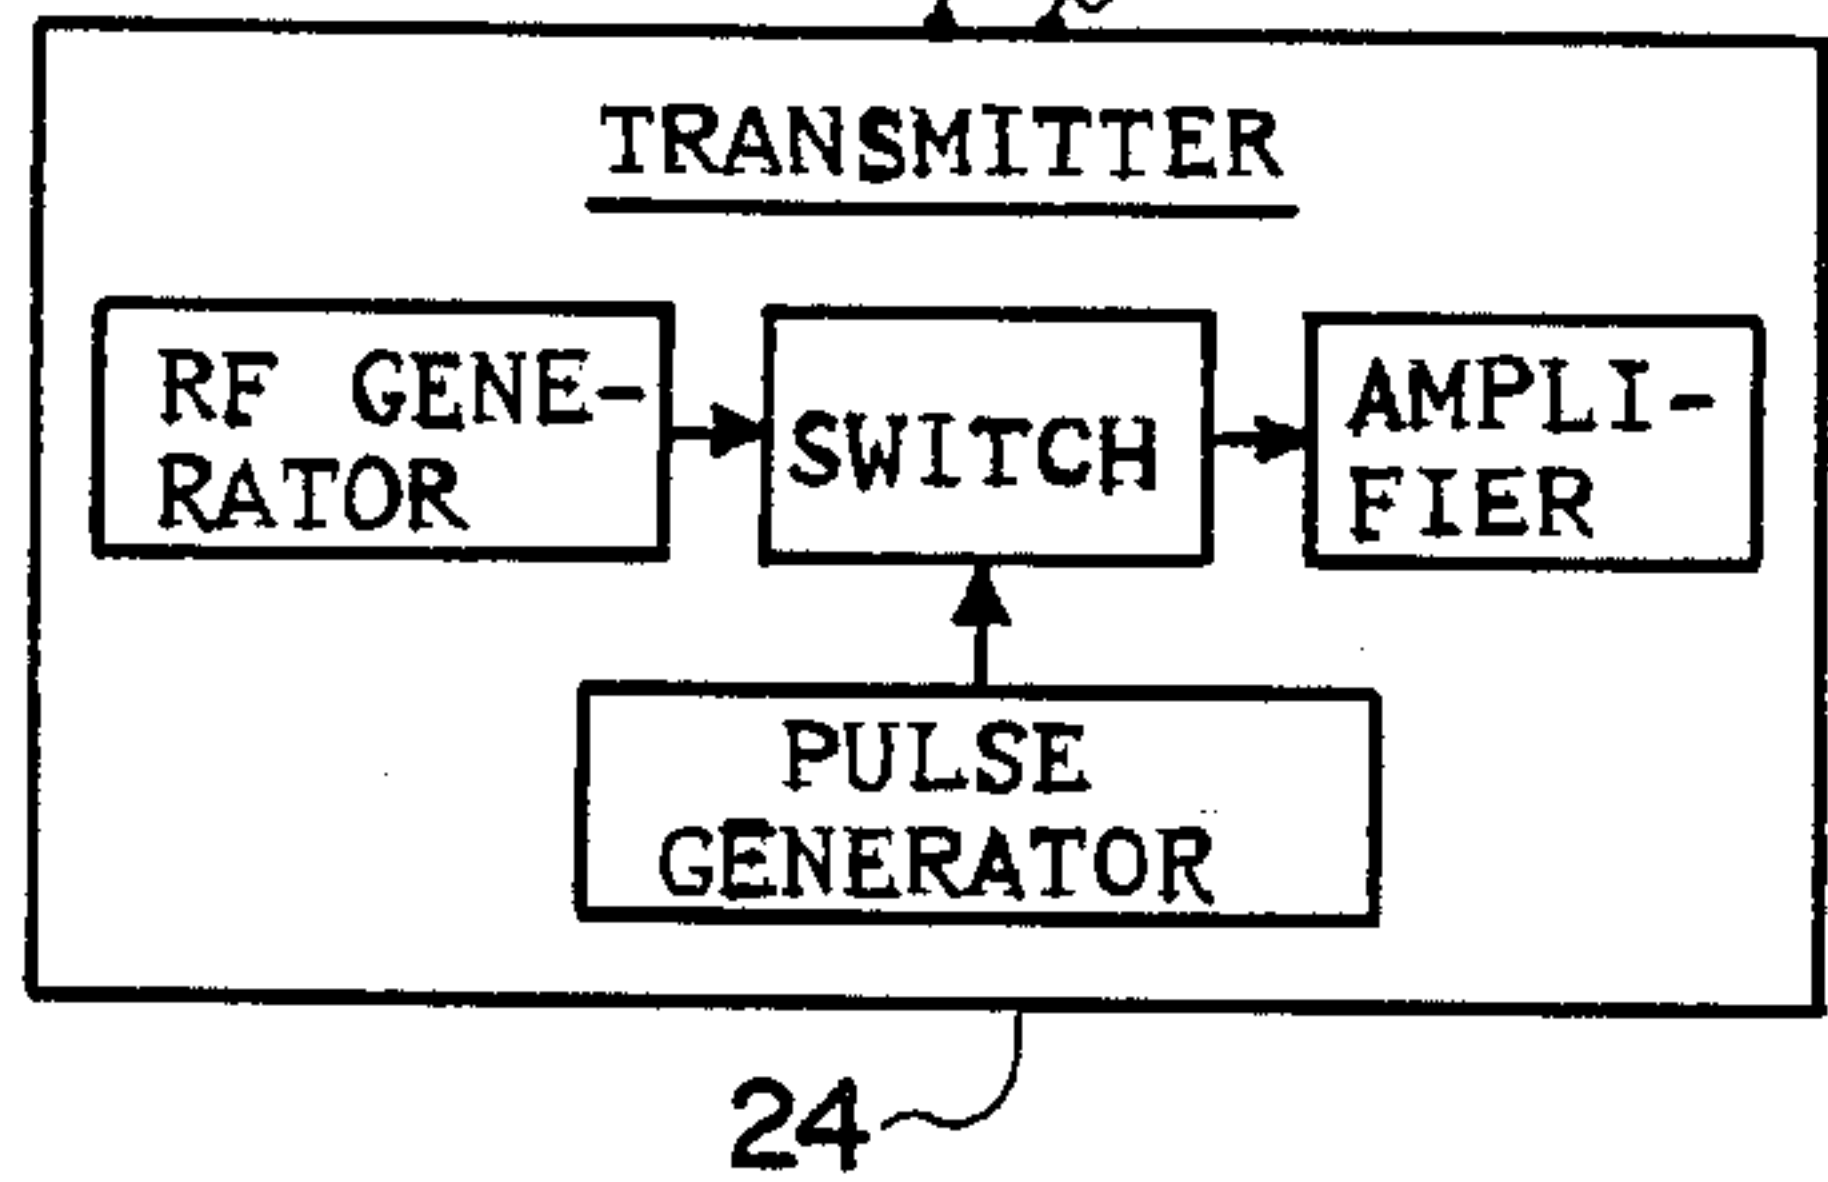 TRANSMITTER
RF GENE-
RATOR
SWITCH
AMPLI-
FIER
PULSE
GENERATOR
24